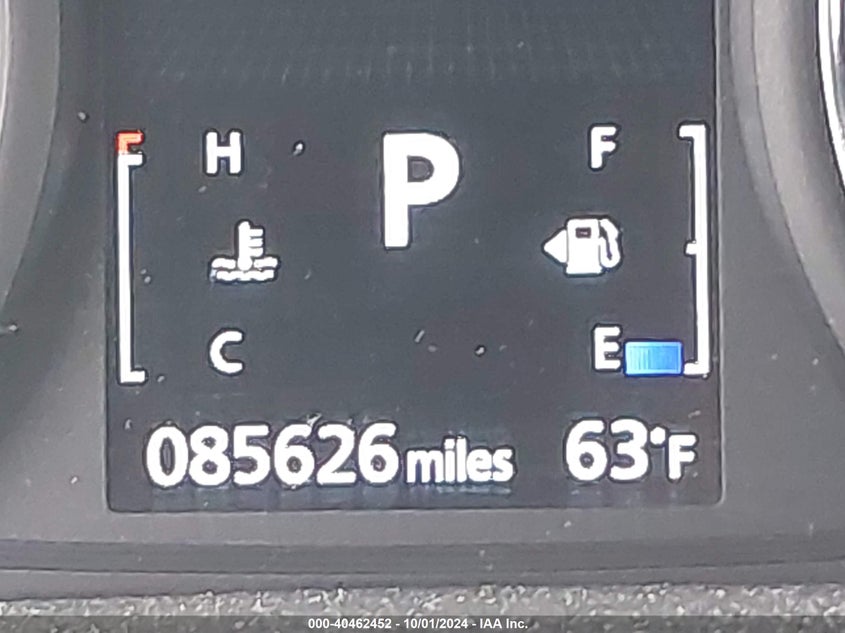 H P F
C E
085626 miles 63°F
000-40462452 - 10/01/2024 - IAA Inc.